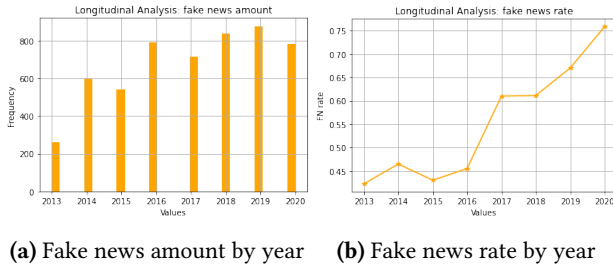 Longitudinal Analysis: fake news amount
Frequency
800
600
400
200
0
2013 2014 2015 2016 2017 2018 2019 2020
Values
(a) Fake news amount by year
Longitudinal Analysis: fake news rate
FN rate
0.75
0.70
0.65
0.60
0.55
0.50
0.45
2013 2014 2015 2016 2017 2018 2019 2020
Values
(b) Fake news rate by year